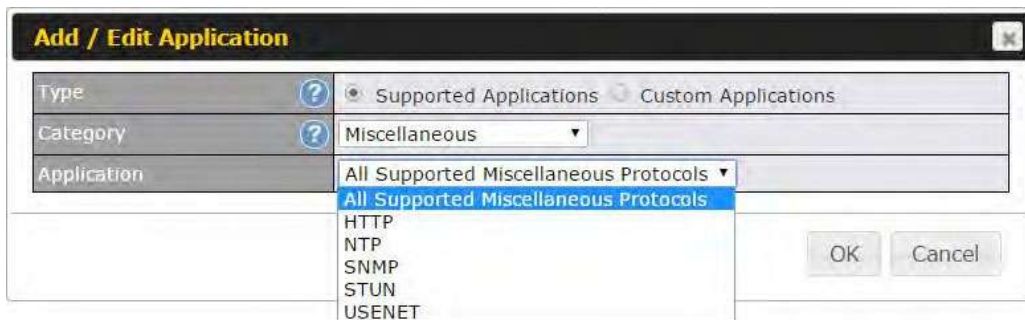 Add / Edit Application
Type ? Supported Applications Custom Applications
Category ? Miscellaneous
Application All Supported Miscellaneous Protocols
All Supported Miscellaneous Protocols
HTTP
NTP
SNMP
STUN
USENET
OK Cancel